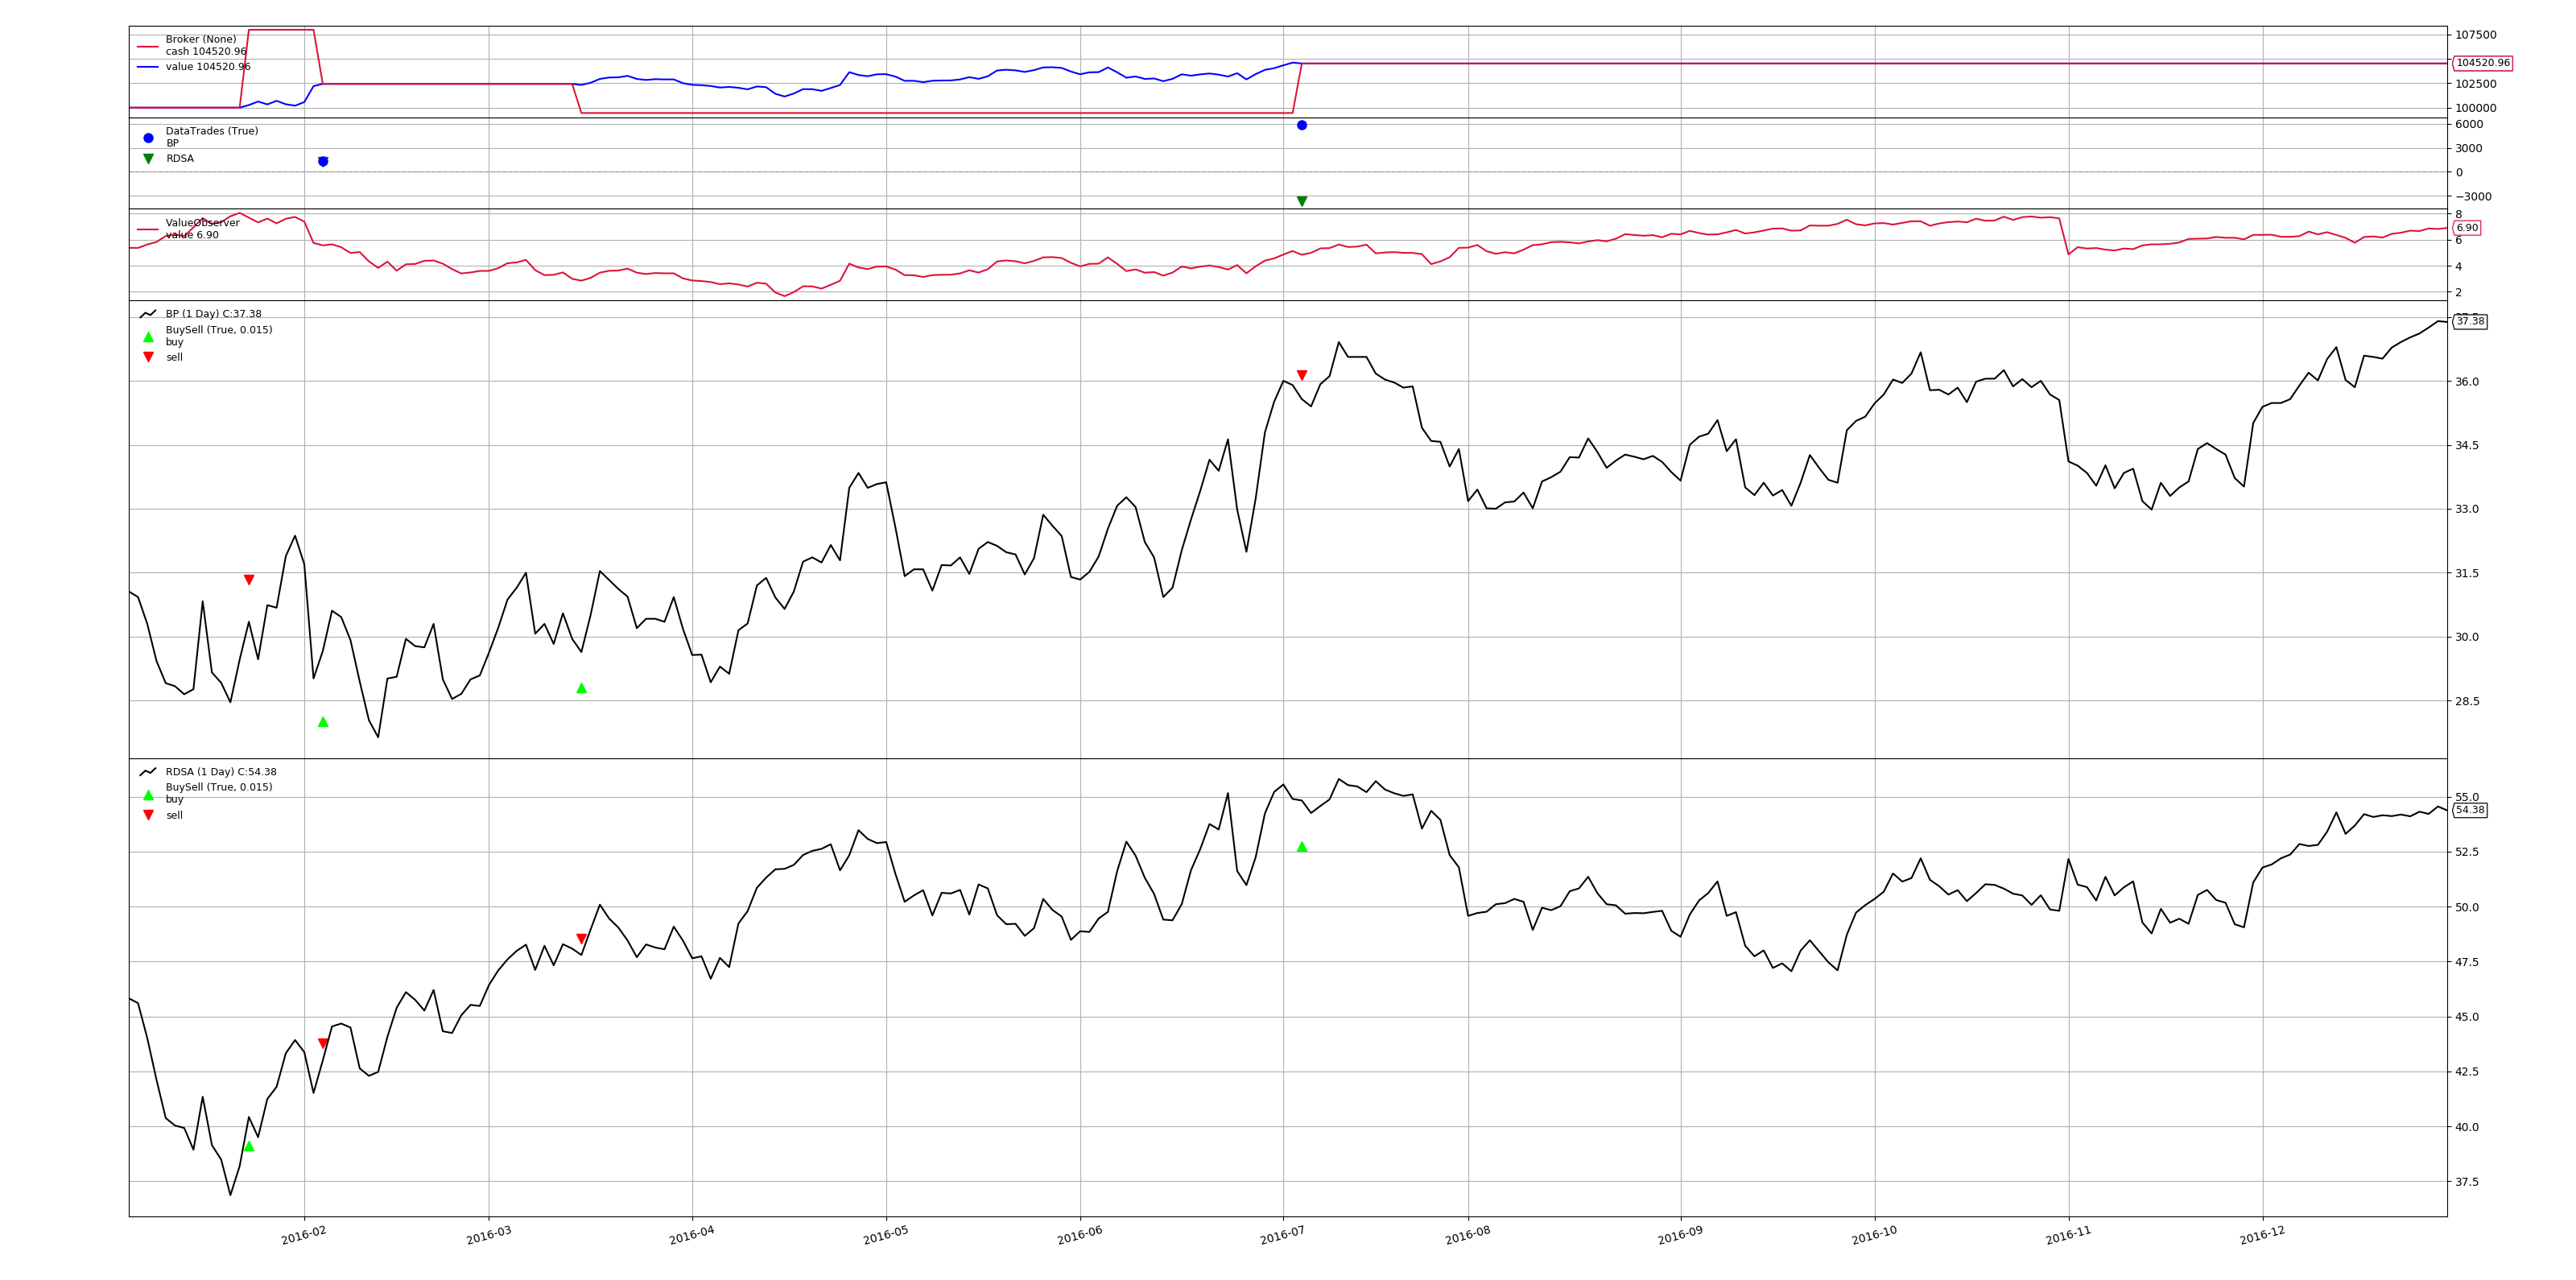 Broker (None)
cash 104520.96
value 104520.96
107500
104520.96
102500
100000
DataTrades (True)
BP
RDSA
6000
3000
0
−3000
ValueObserver
value 6.90
8
6.90
6
4
2
BP (1 Day) C:37.38
BuySell (True, 0.015)
buy
sell
37.38
36.0
34.5
33.0
31.5
30.0
28.5
RDSA (1 Day) C:54.38
BuySell (True, 0.015)
buy
sell
55.0
54.38
52.5
50.0
47.5
45.0
42.5
40.0
37.5
2016-02
2016-03
2016-04
2016-05
2016-06
2016-07
2016-08
2016-09
2016-10
2016-11
2016-12